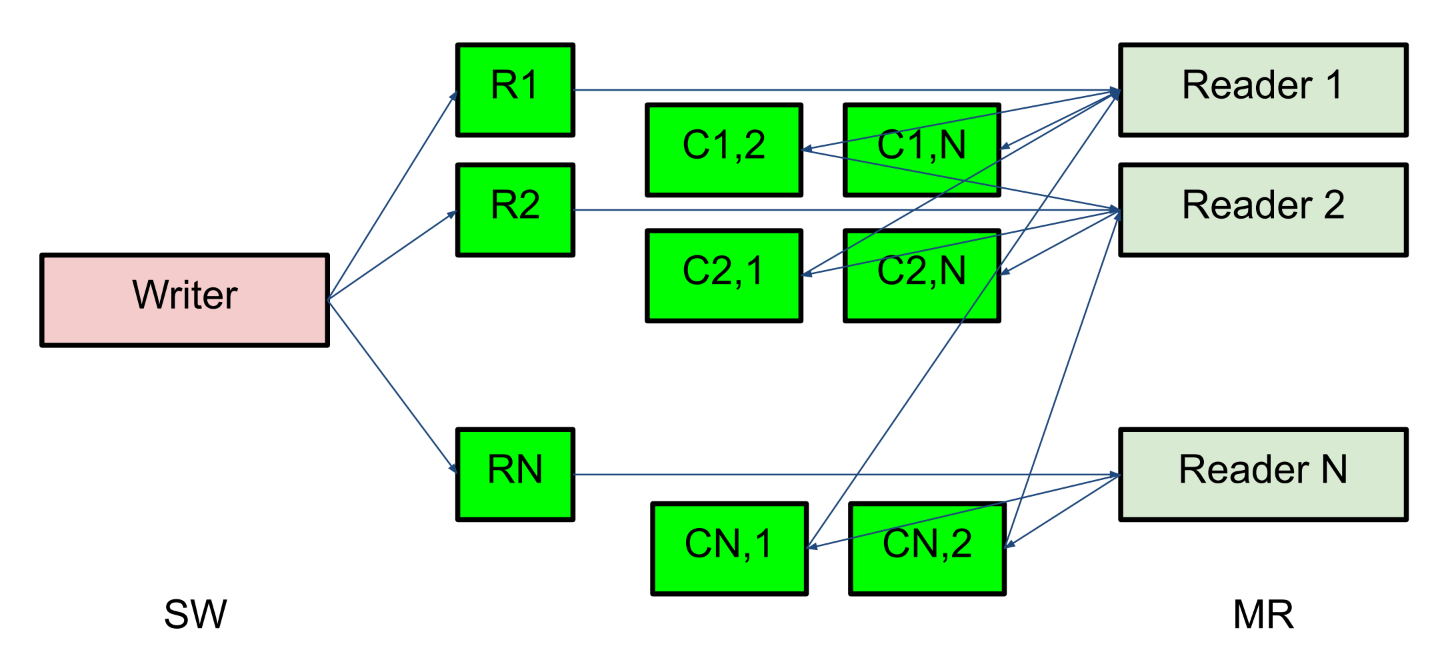 R1
Reader 1
C1,2
C1,N
R2
Reader 2
C2,1
C2,N
Writer
RN
Reader N
CN,1
CN,2
SW
MR